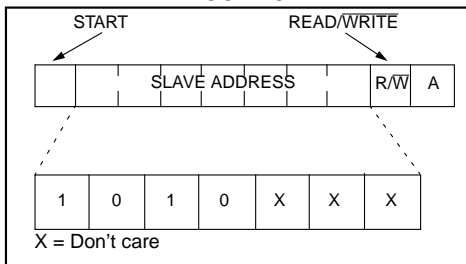 START READ/WRITE
SLAVE ADDRESS R/W A
1 0 1 0 X X X
X = Don't care